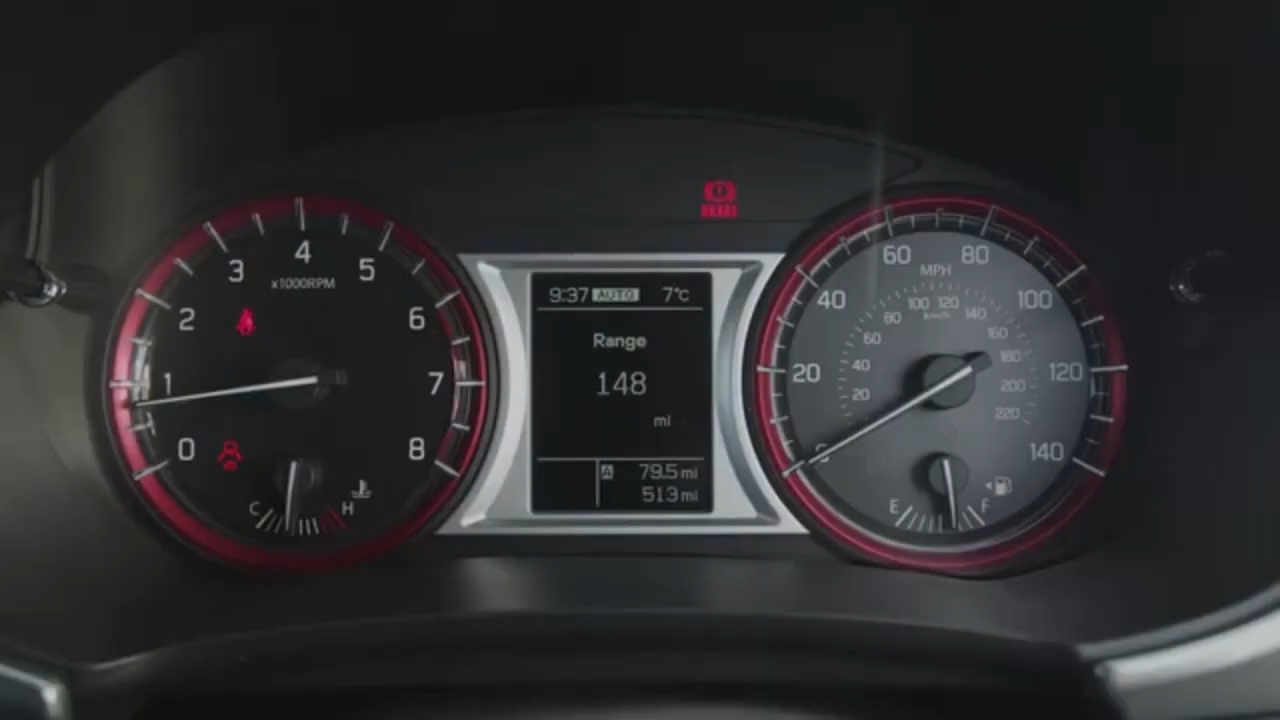 4
3
5
x1000RPM
2
6
1
7
0
8
C
H
9:37 AUTO 7°C
Range
148
mi
A 79.5 mi
513 mi
60
80
MPH
40
100
20
120
0
140
100
120
km/h
80
140
60
160
40
180
20
200
220
E
F